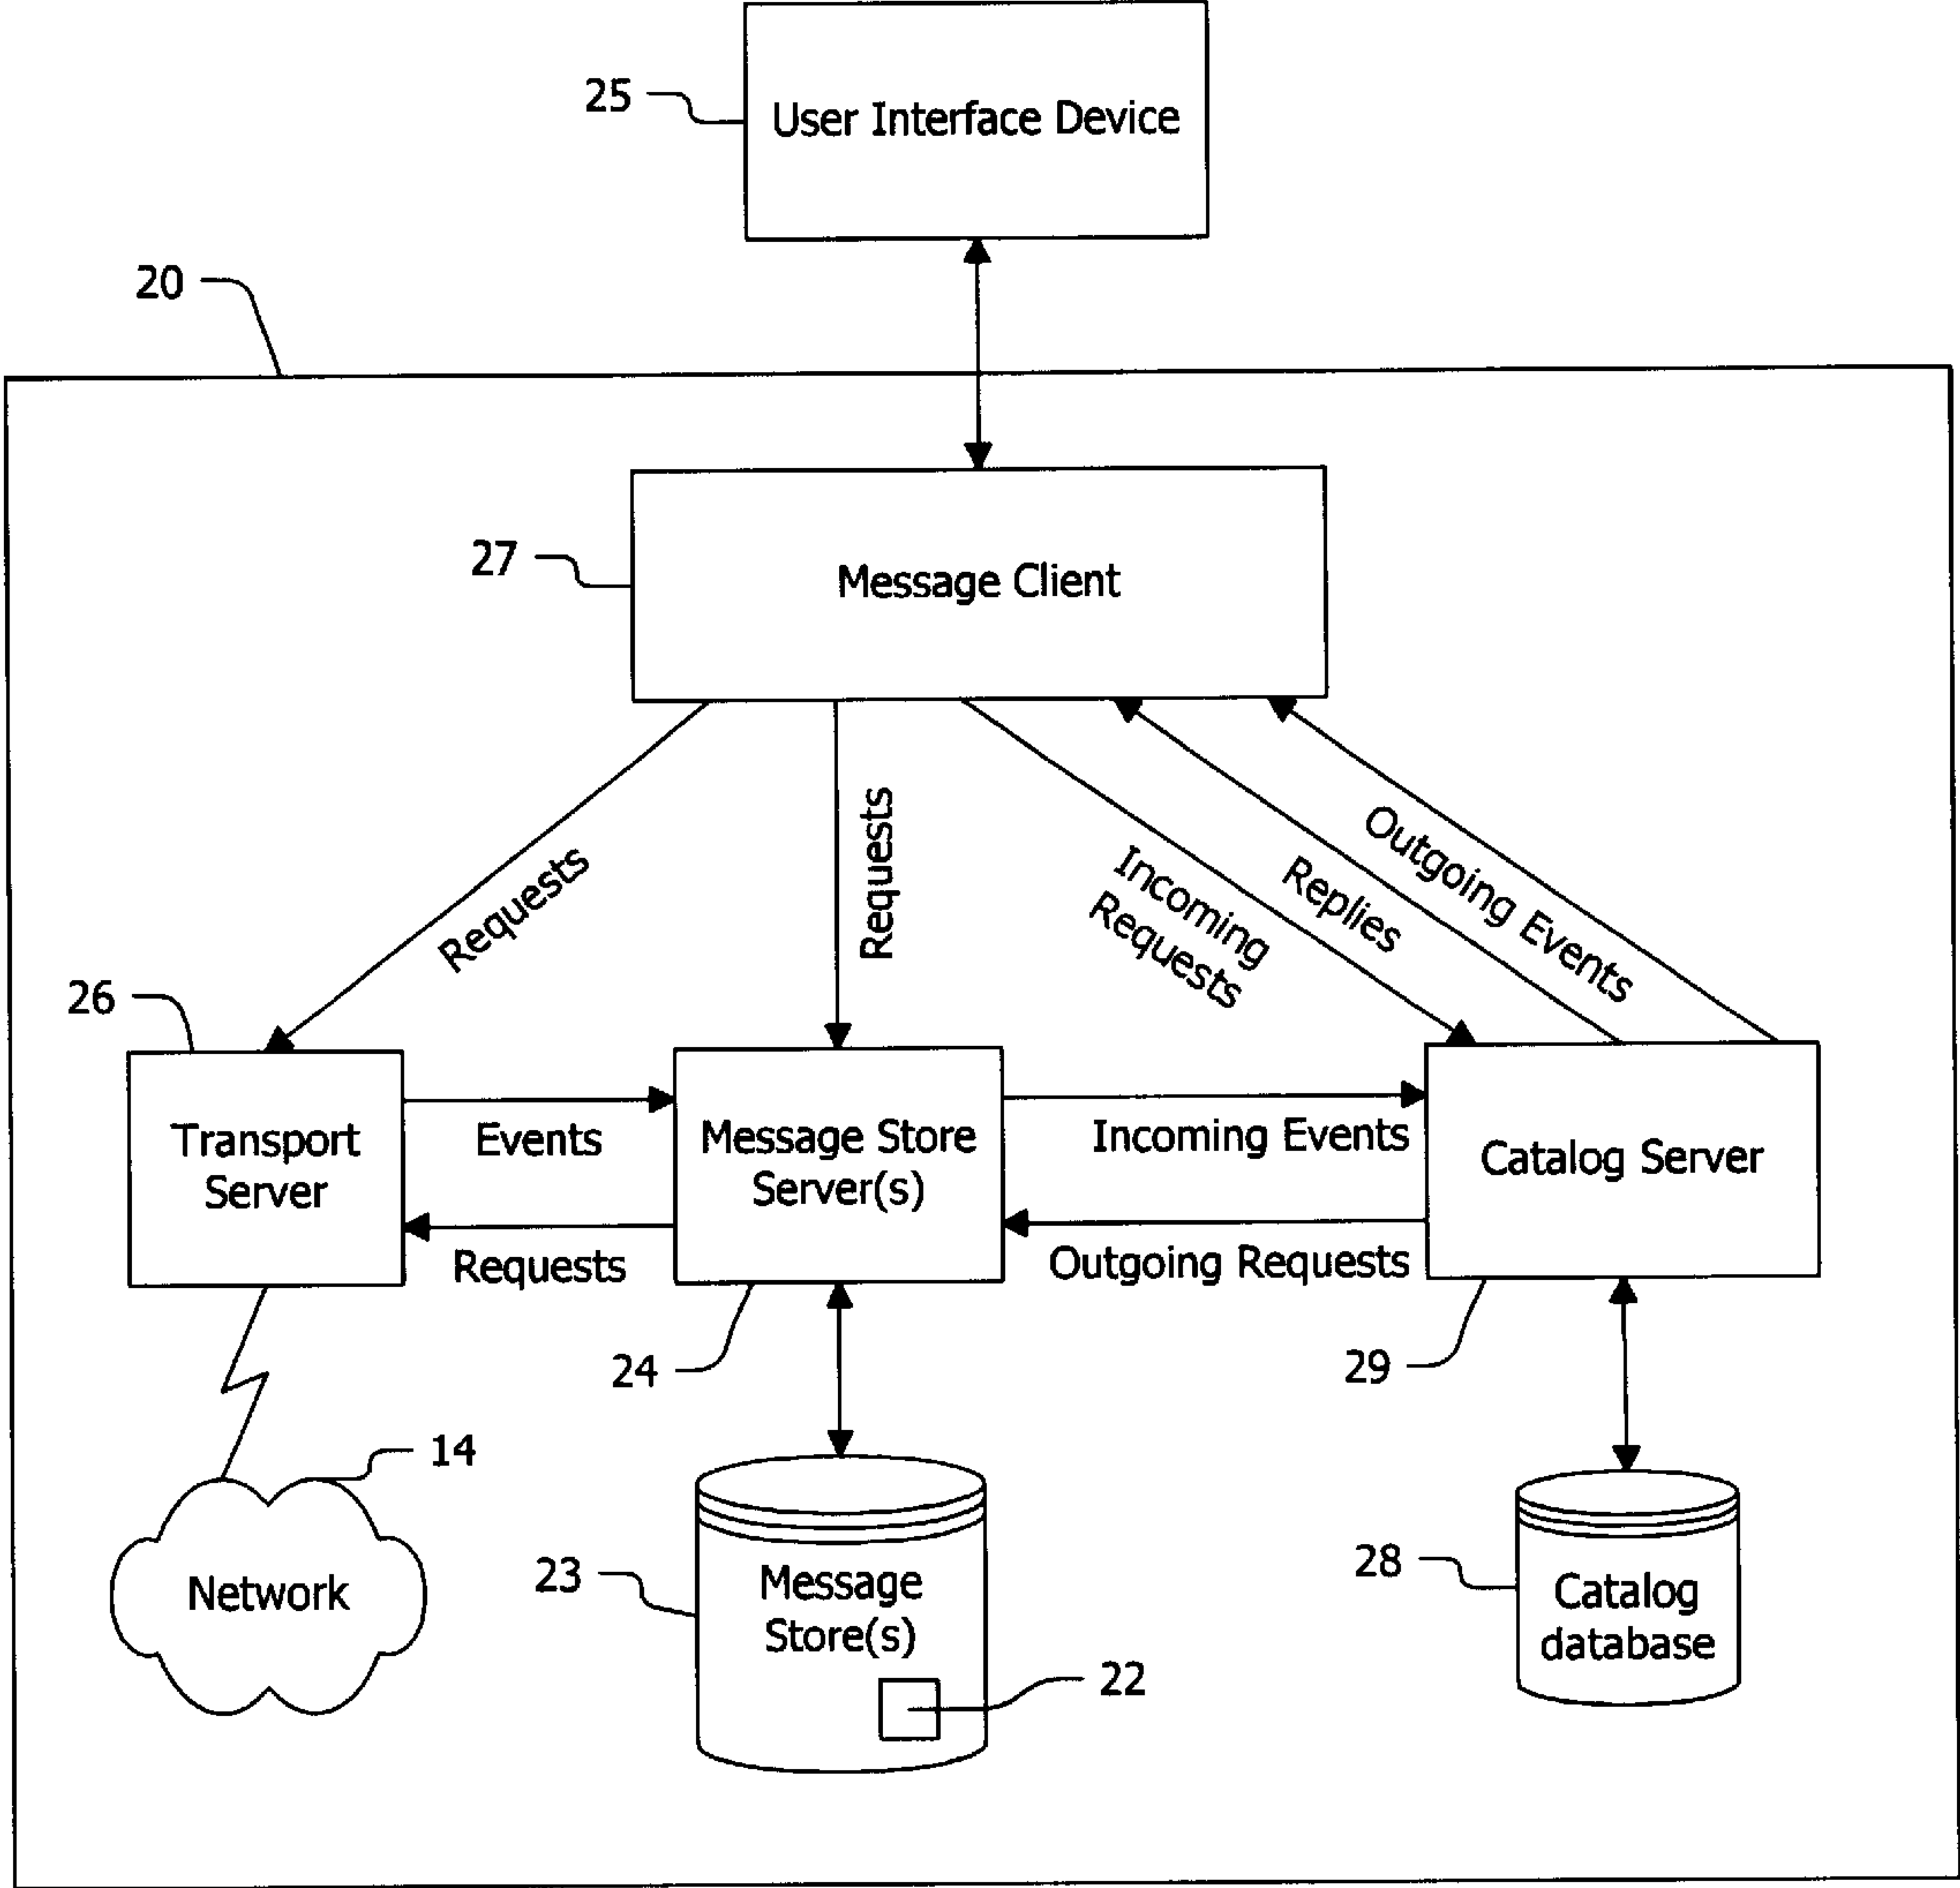 25
User Interface Device
20
27
Message Client
Requests
Requests
Incoming
Requests
Replies
Outgoing Events
26
Transport
Server
Events
Requests
Message Store
Server(s)
Incoming Events
Outgoing Requests
Catalog Server
24
29
14
Network
23
Message
Store(s)
22
28
Catalog
database